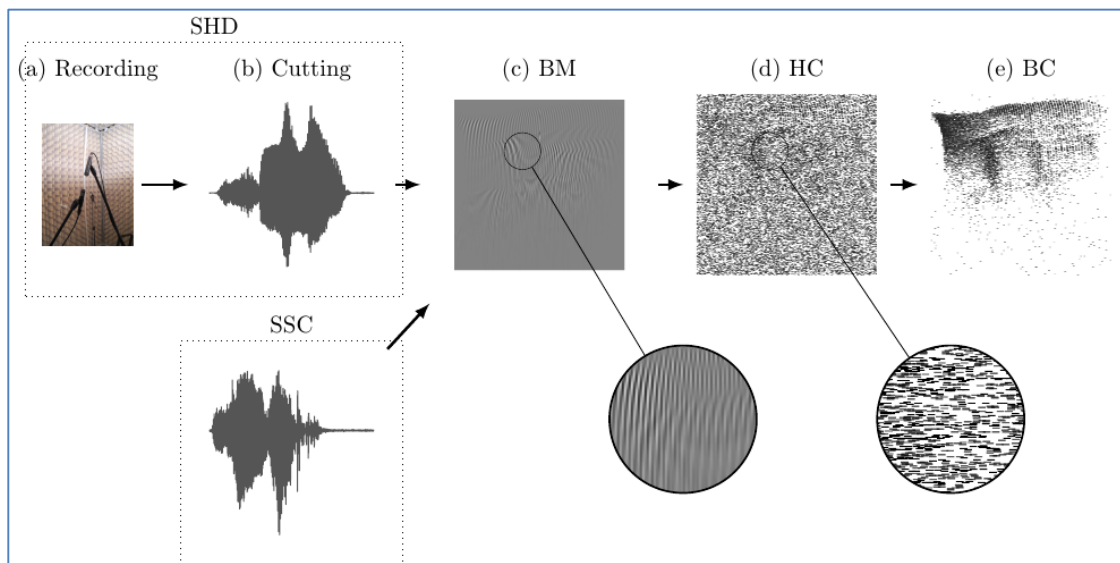 SHD
(a) Recording
(b) Cutting
(c) BM
(d) HC
(e) BC
SSC